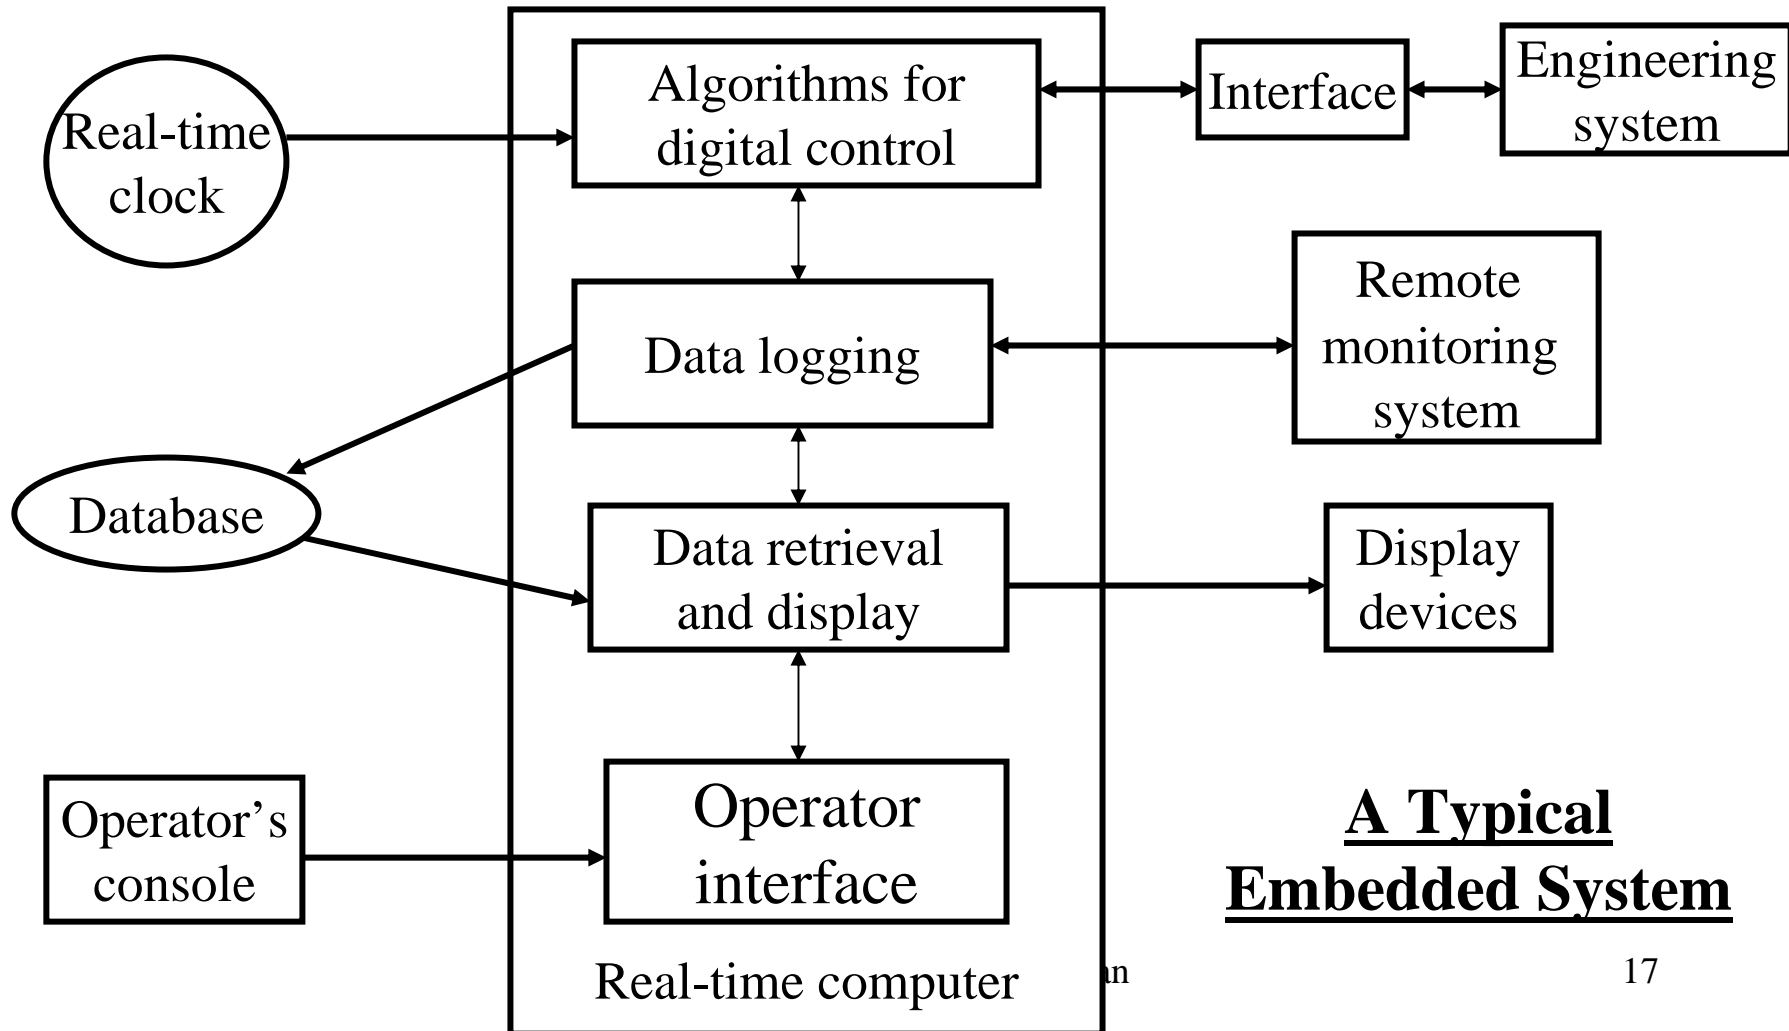 Real-time
clock
Algorithms for
digital control
Interface
Engineering
system
Data logging
Remote
monitoring
system
Database
Data retrieval
and display
Display
devices
Operator’s
console
Operator
interface
A Typical
Embedded System
Real-time computer
17